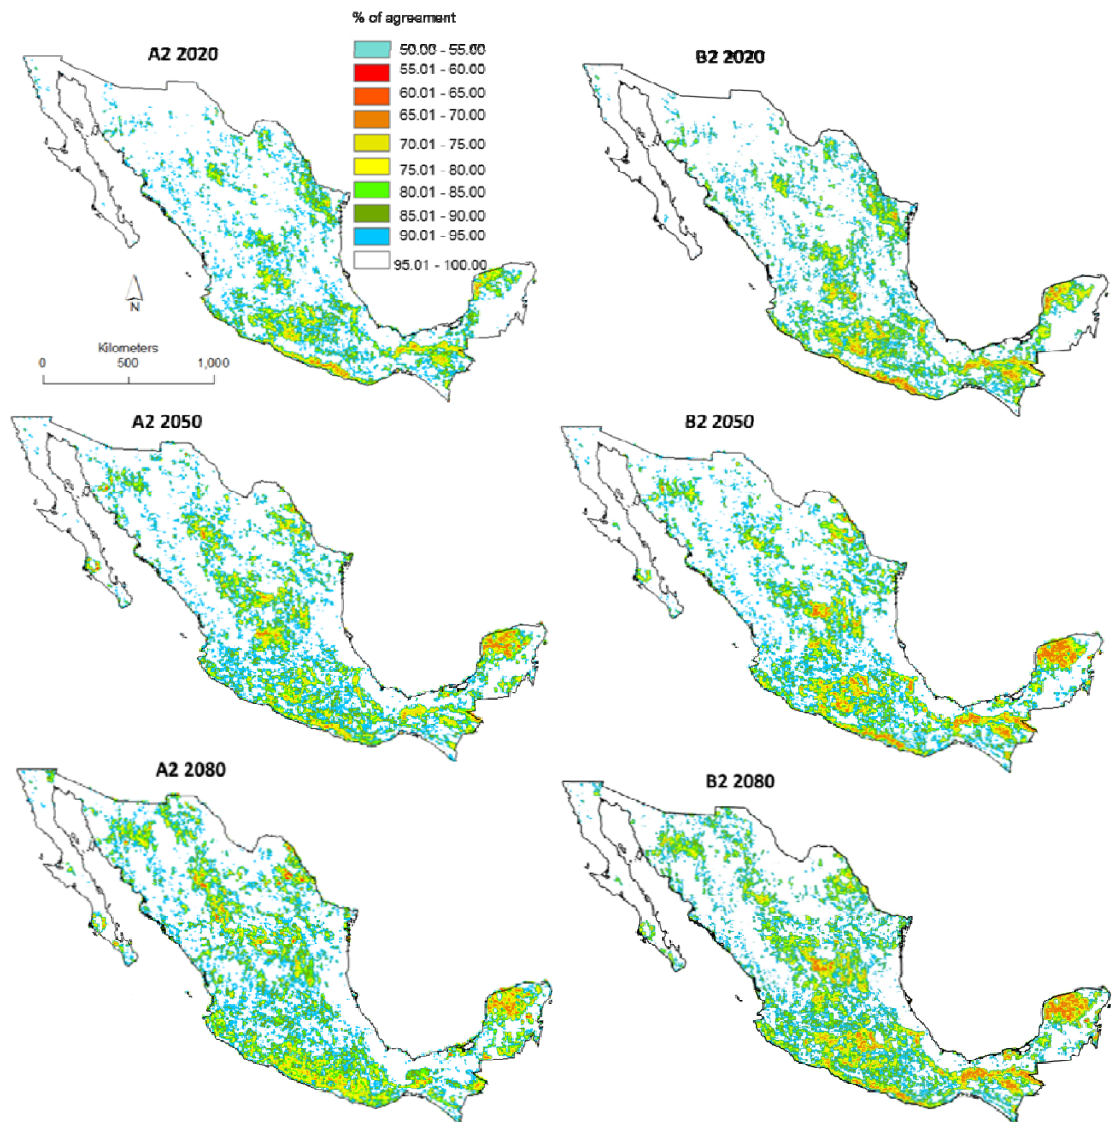 % of agreement
A2 2020
B2 2020
50.00 - 55.00
55.01 - 60.00
60.01 - 65.00
65.01 - 70.00
70.01 - 75.00
75.01 - 80.00
80.01 - 85.00
85.01 - 90.00
90.01 - 95.00
95.01 - 100.00
N
Kilometers
0 500 1,000
A2 2050
B2 2050
A2 2080
B2 2080